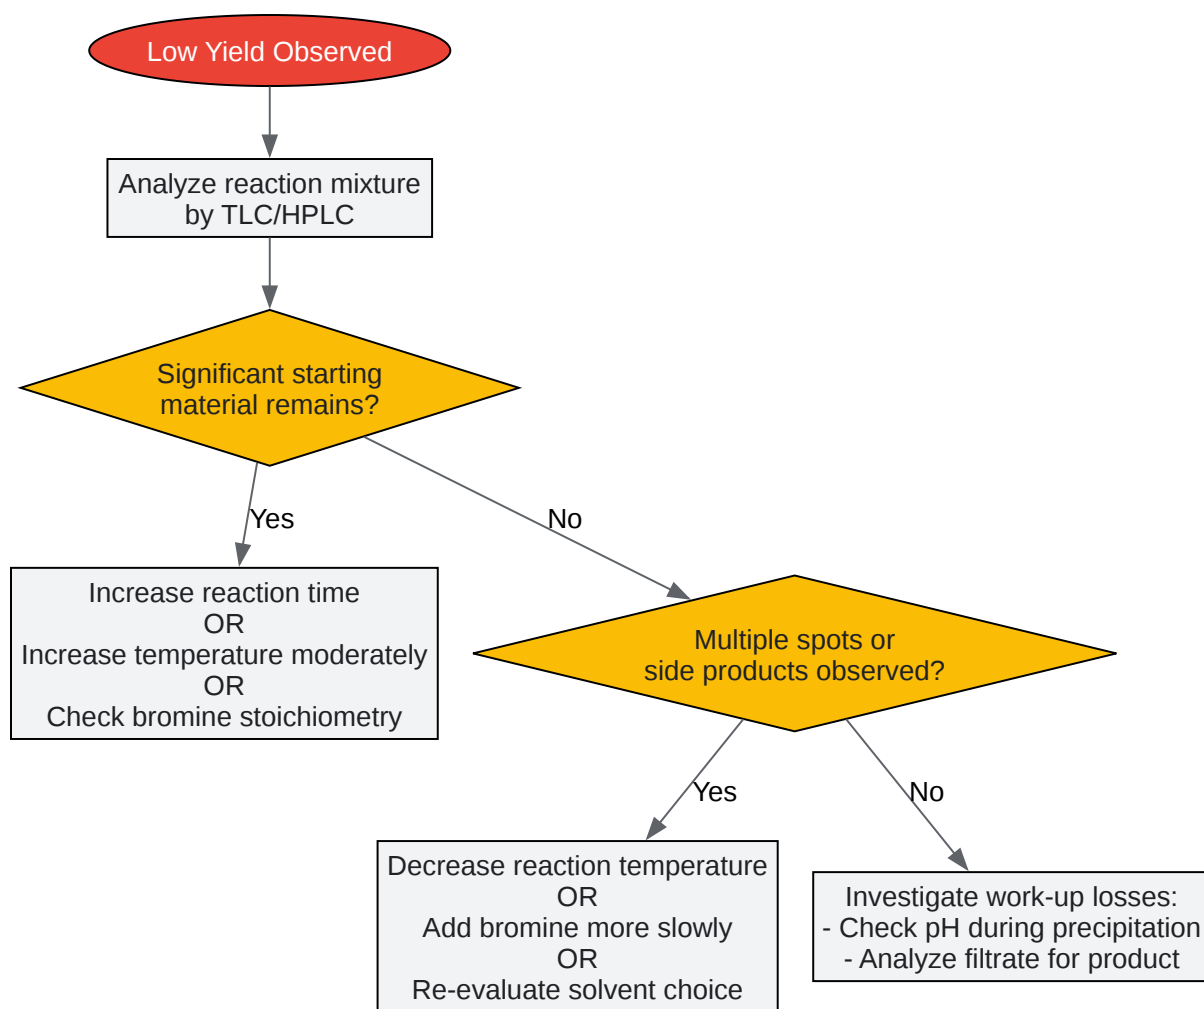 Low Yield Observed
Analyze reaction mixture
by TLC/HPLC
Significant starting
material remains?
Yes
No
Increase reaction time
OR
Increase temperature moderately
OR
Check bromine stoichiometry
Multiple spots or
side products observed?
Yes
No
Decrease reaction temperature
OR
Add bromine more slowly
OR
Re-evaluate solvent choice
Investigate work-up losses:
- Check pH during precipitation
- Analyze filtrate for product